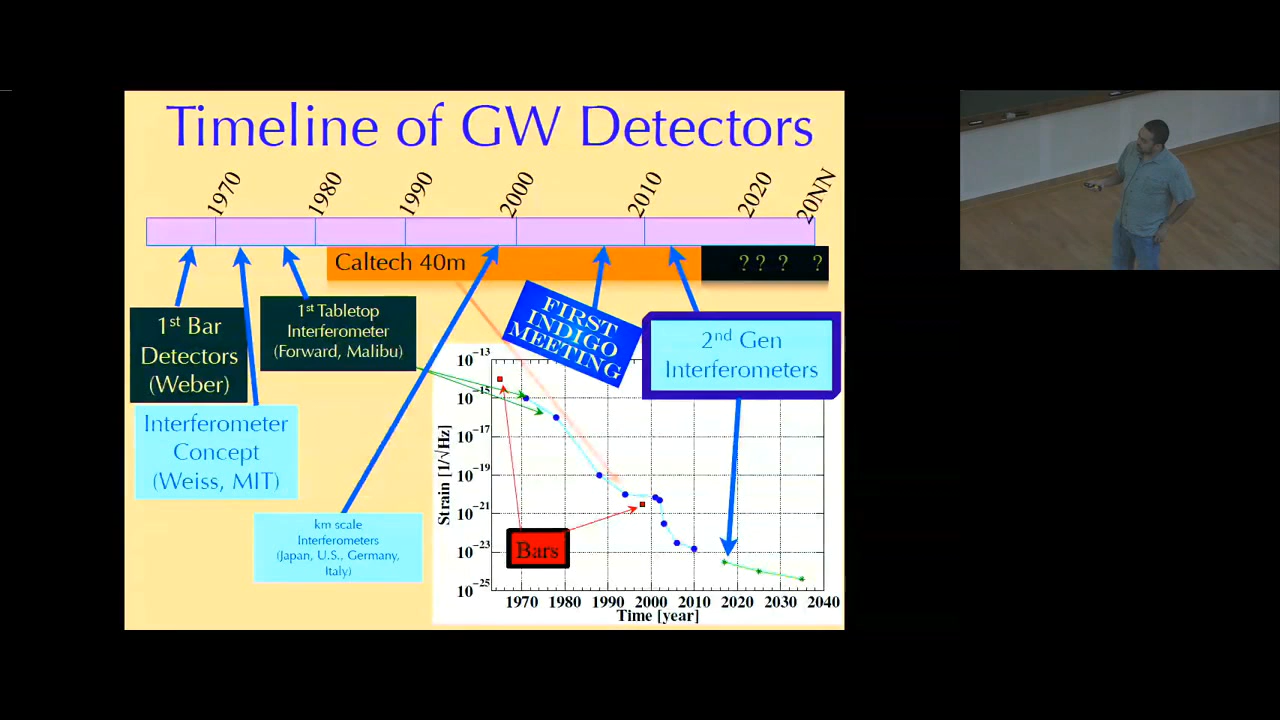 Timeline of GW Detectors
1970
1980
1990
2000
2010
2020
20NN
Caltech 40m
? ? ? ?
1st Bar
Detectors
(Weber)
1st Tabletop
Interferometer
(Forward, Malibu)
FIRST
INDIGO
MEETING
2nd Gen
Interferometers
Interferometer
Concept
(Weiss, MIT)
km scale
Interferometers
(Japan, U.S., Germany,
Italy)
Strain [1/√Hz]
10-13
10-15
10-17
10-19
10-21
10-23
10-25
Bars
1970 1980 1990 2000 2010 2020 2030 2040
Time [year]